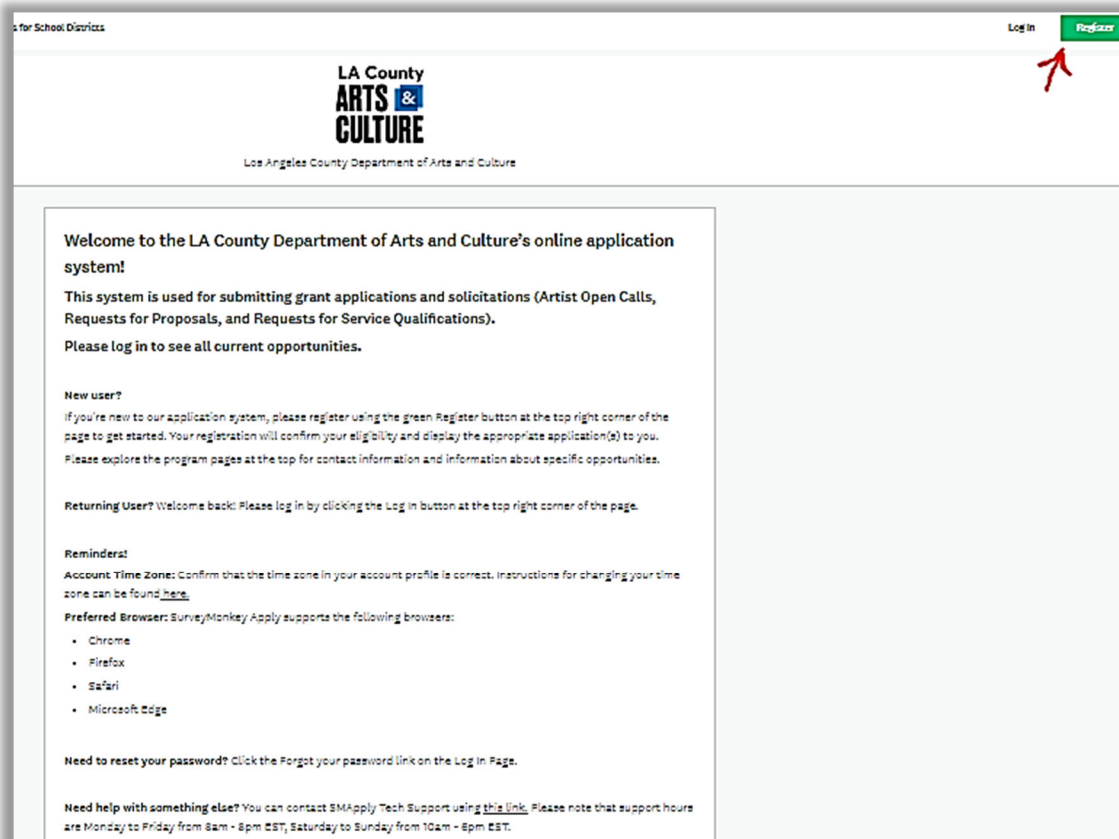 s for School Districts
Log In
Register
LA County
ARTS &
CULTURE
Los Angeles County Department of Arts and Culture
Welcome to the LA County Department of Arts and Culture's online application
system!
This system is used for submitting grant applications and solicitations (Artist Open Calls,
Requests for Proposals, and Requests for Service Qualifications).
Please log in to see all current opportunities.
New user?
If you're new to our application system, please register using the green Register button at the top right corner of the
page to get started. Your registration will confirm your eligibility and display the appropriate application(s) to you.
Please explore the program pages at the top for contact information and information about specific opportunities.
Returning User? Welcome back! Please log in by clicking the Log In button at the top right corner of the page.
Reminders!
Account Time Zone: Confirm that the time zone in your account profile is correct. Instructions for changing your time
zone can be found here.
Preferred Browser: SurveyMonkey Apply supports the following browsers:
• Chrome
• Firefox
• Safari
• Microsoft Edge
Need to reset your password? Click the Forgot your password link on the Log In Page.
Need help with something else? You can contact SMApply Tech Support using this link. Please note that support hours
are Monday to Friday from 8am - 8pm EST, Saturday to Sunday from 10am - 6pm EST.